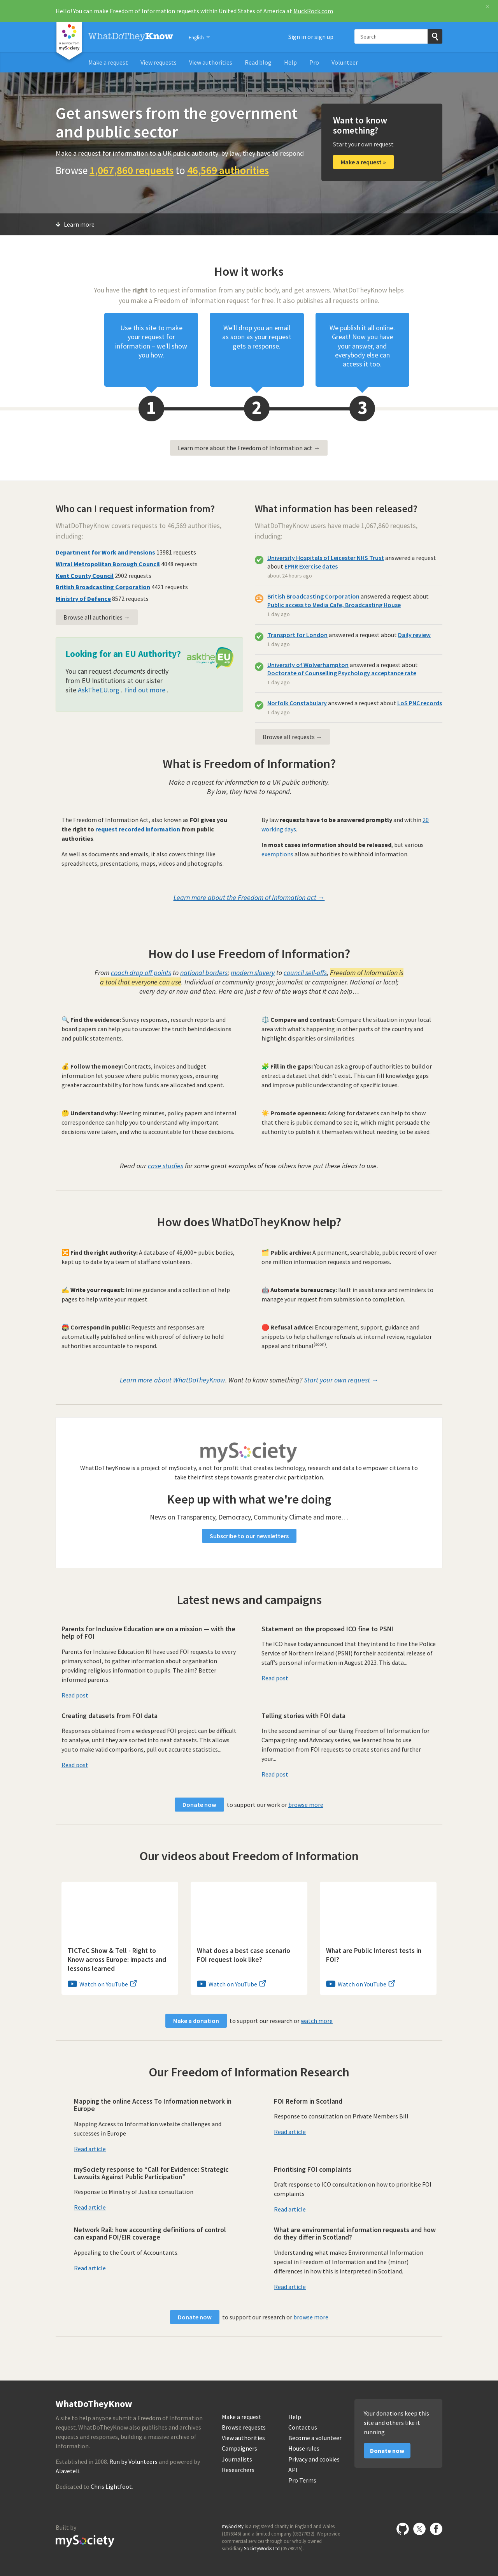 Hello! You can make Freedom of Information requests within United States of America at MuckRock.com
×
a service from mySociety
WhatDoTheyKnow
English
Sign in or sign up
Search
Make a request
View requests
View authorities
Read blog
Help
Pro
Volunteer
Get answers from the government
and public sector
Make a request for information to a UK public authority: by law, they have to respond
Browse 1,067,860 requests to 46,569 authorities
Want to know
something?
Start your own request
Make a request »
Learn more
How it works
You have the right to request information from any public body, and get answers. WhatDoTheyKnow helps
you make a Freedom of Information request for free. It also publishes all requests online.
Use this site to make
your request for
information – we'll show
you how.
We'll drop you an email
as soon as your request
gets a response.
We publish it all online.
Great! Now you have
your answer, and
everybody else can
access it too
1
2
3
Learn more about the Freedom of Information act →
Who can I request information from?
WhatDoTheyKnow covers requests to 46,569 authorities,
including:
Department for Work and Pensions 13981 requests
Wirral Metropolitan Borough Council 4048 requests
Kent County Council 2902 requests
British Broadcasting Corporation 4421 requests
Ministry of Defence 8572 requests
Browse all authorities →
Looking for an EU Authority?
asktheEU
You can request documents directly
from EU Institutions at our sister
site AskTheEU.org . Find out more .
What information has been released?
WhatDoTheyKnow users have made 1,067,860 requests,
including:
University Hospitals of Leicester NHS Trust answered a request
about EPRR Exercise dates
about 24 hours ago
British Broadcasting Corporation answered a request about
Public access to Media Cafe, Broadcasting House
1 day ago
Transport for London answered a request about Daily review
1 day ago
University of Wolverhampton answered a request about
Doctorate of Counselling Psychology acceptance rate
1 day ago
Norfolk Constabulary answered a request about LoS PNC records
1 day ago
Browse all requests →
What is Freedom of Information?
Make a request for information to a UK public authority.
By law, they have to respond.
The Freedom of Information Act, also known as FOI gives you
the right to request recorded information from public
authorities.
As well as documents and emails, it also covers things like
spreadsheets, presentations, maps, videos and photographs.
By law requests have to be answered promptly and within 20
working days.
In most cases information should be released, but various
exemptions allow authorities to withhold information.
Learn more about the Freedom of Information act →
How do I use Freedom of Information?
From coach drop off points to national borders; modern slavery to council sell-offs, Freedom of Information is
a tool that everyone can use. Individual or community group; journalist or campaigner. National or local;
every day or now and then. Here are just a few of the ways that it can help…
🔍 Find the evidence: Survey responses, research reports and
board papers can help you to uncover the truth behind decisions
and public statements.
⚖️ Compare and contrast: Compare the situation in your local
area with what's happening in other parts of the country and
highlight disparities or similarities.
💰 Follow the money: Contracts, invoices and budget
information let you see where public money goes, ensuring
greater accountability for how funds are allocated and spent.
🧩 Fill in the gaps: You can ask a group of authorities to build or
extract a dataset that didn't exist. This can fill knowledge gaps
and improve public understanding of specific issues.
🤔 Understand why: Meeting minutes, policy papers and internal
correspondence can help you to understand why important
decisions were taken, and who is accountable for those decisions.
☀️ Promote openness: Asking for datasets can help to show
that there is public demand to see it, which might persuade the
authority to publish it themselves without needing to be asked.
Read our case studies for some great examples of how others have put these ideas to use.
How does WhatDoTheyKnow help?
🔀 Find the right authority: A database of 46,000+ public bodies,
kept up to date by a team of staff and volunteers.
🗂️ Public archive: A permanent, searchable, public record of over
one million information requests and responses.
✍️ Write your request: Inline guidance and a collection of help
pages to help write your request.
🤖 Automate bureaucracy: Built in assistance and reminders to
manage your request from submission to completion.
📮 Correspond in public: Requests and responses are
automatically published online with proof of delivery to hold
authorities accountable to respond.
🛑 Refusal advice: Encouragement, support, guidance and
snippets to help challenge refusals at internal review, regulator
appeal and tribunal(soon).
Learn more about WhatDoTheyKnow. Want to know something? Start your own request →
mySociety
WhatDoTheyKnow is a project of mySociety, a not for profit that creates technology, research and data to empower citizens to
take their first steps towards greater civic participation.
Keep up with what we're doing
News on Transparency, Democracy, Community Climate and more…
Subscribe to our newsletters
Latest news and campaigns
Parents for Inclusive Education are on a mission — with the
help of FOI
Parents for Inclusive Education NI have used FOI requests to every
primary school, to gather information about organisation
providing religious information to pupils. The aim? Better
informed parents.
Read post
Statement on the proposed ICO fine to PSNI
The ICO have today announced that they intend to fine the Police
Service of Northern Ireland (PSNI) for their accidental release of
staff's personal information in August 2023. This data...
Read post
Creating datasets from FOI data
Responses obtained from a widespread FOI project can be difficult
to analyse, until they are sorted into neat datasets. This allows
you to make valid comparisons, pull out accurate statistics...
Read post
Telling stories with FOI data
In the second seminar of our Using Freedom of Information for
Campaigning and Advocacy series, we learned how to use
information from FOI requests to create stories and further
your...
Read post
Donate now to support our work or browse more
Our videos about Freedom of Information
TICTeC Show & Tell - Right to
Know across Europe: impacts and
lessons learned
Watch on YouTube
What does a best case scenario
FOI request look like?
Watch on YouTube
What are Public Interest tests in
FOI?
Watch on YouTube
Make a donation to support our research or watch more
Our Freedom of Information Research
Mapping the online Access To Information network in
Europe
Mapping Access to Information website challenges and
successes in Europe
Read article
FOI Reform in Scotland
Response to consultation on Private Members Bill
Read article
mySociety response to “Call for Evidence: Strategic
Lawsuits Against Public Participation”
Response to Ministry of Justice consultation
Read article
Prioritising FOI complaints
Draft response to ICO consultation on how to prioritise FOI
complaints
Read article
Network Rail: how accounting definitions of control
can expand FOI/EIR coverage
Appealing to the Court of Accountants.
Read article
What are environmental information requests and how
do they differ in Scotland?
Understanding what makes Environmental Information
special in Freedom of Information and the (minor)
differences in how this is interpreted in Scotland.
Read article
Donate now to support our research or browse more
WhatDoTheyKnow
A site to help anyone submit a Freedom of Information
request. WhatDoTheyKnow also publishes and archives
requests and responses, building a massive archive of
information.
Established in 2008. Run by Volunteers and powered by
Alaveteli.
Dedicated to Chris Lightfoot.
Make a request
Browse requests
View authorities
Campaigners
Journalists
Researchers
Help
Contact us
Become a volunteer
House rules
Privacy and cookies
API
Pro Terms
Your donations keep this
site and others like it
running
Donate now
Built by
mySociety
mySociety is a registered charity in England and Wales
(1076346) and a limited company (03277032). We provide
commercial services through our wholly owned
subsidiary SocietyWorks Ltd (05798215).